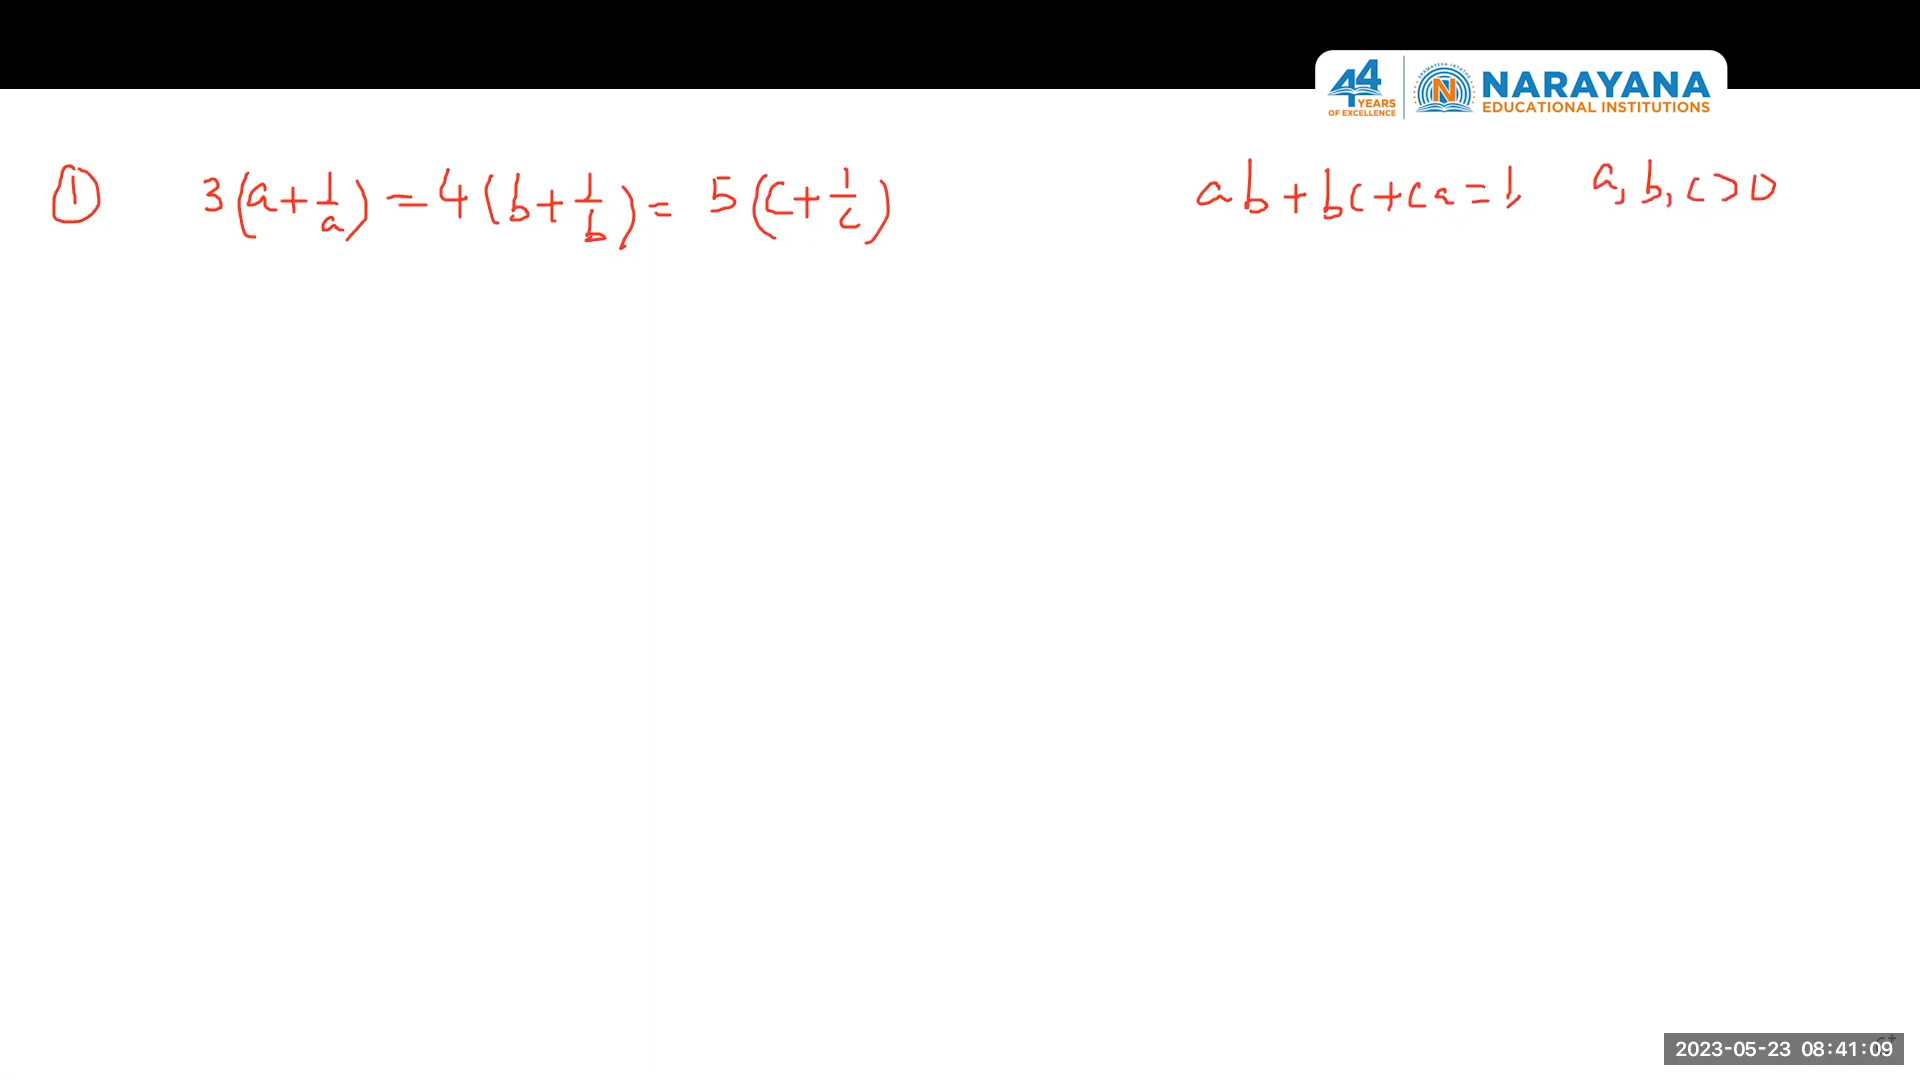 44 YEARS OF EXCELLENCE NARAYANA EDUCATIONAL INSTITUTIONS
① 3(a+1/a) = 4(b+1/b) = 5(c+1/c) ab+bc+ca=1, a, b, c>0
2023-05-23 08:41:09